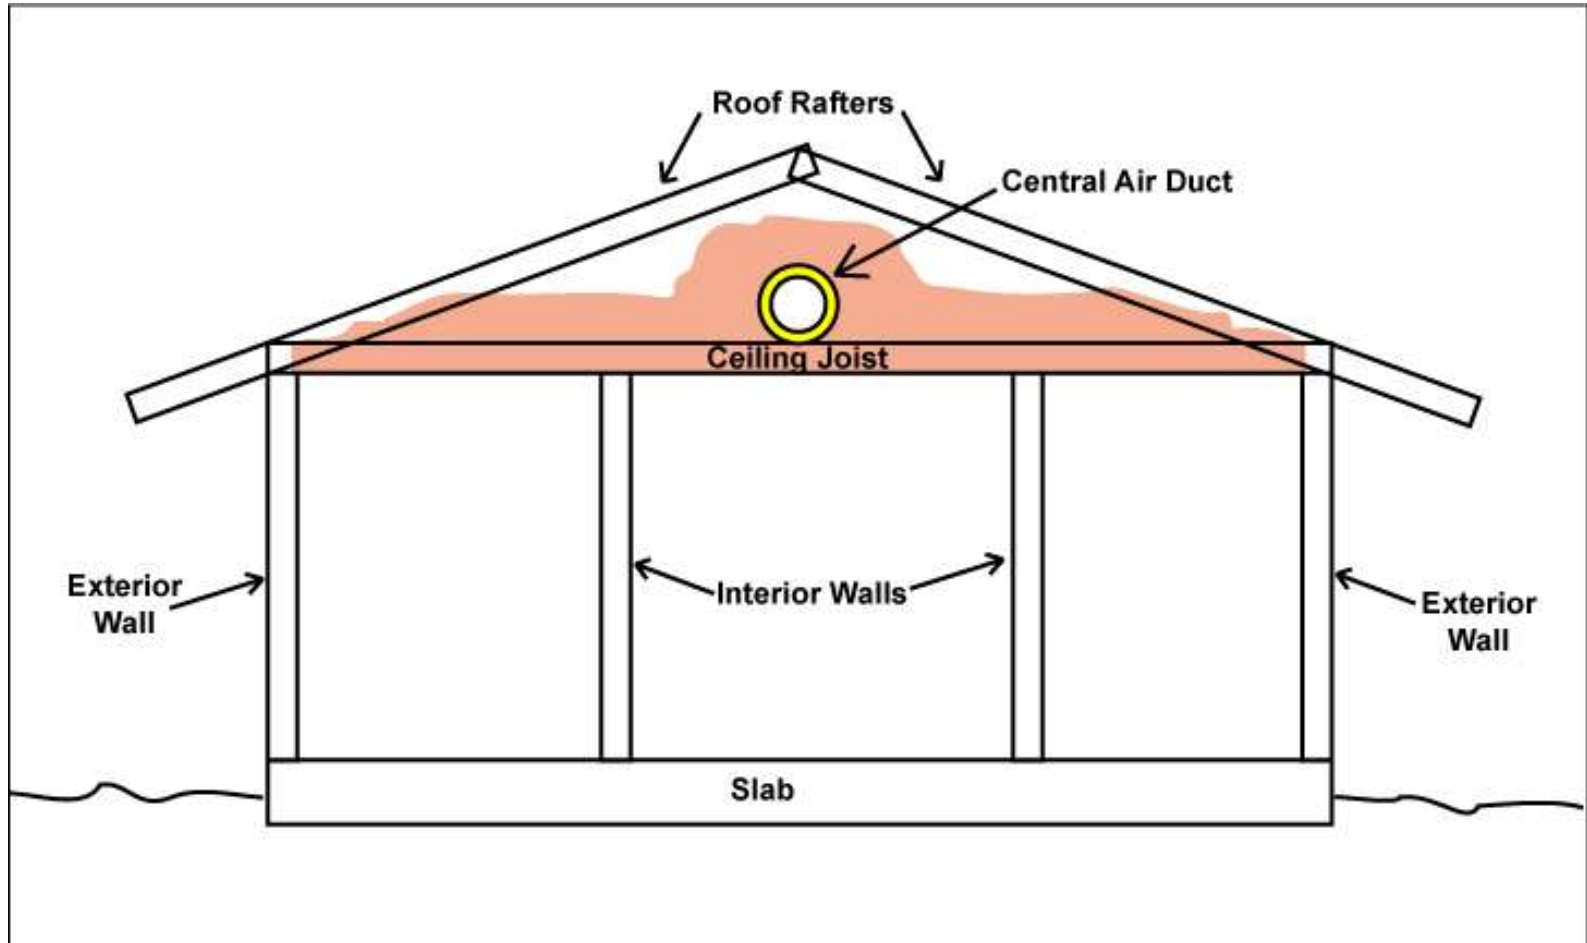 Roof Rafters
Central Air Duct
Ceiling Joist
Exterior
Wall
Interior Walls
Exterior
Wall
Slab